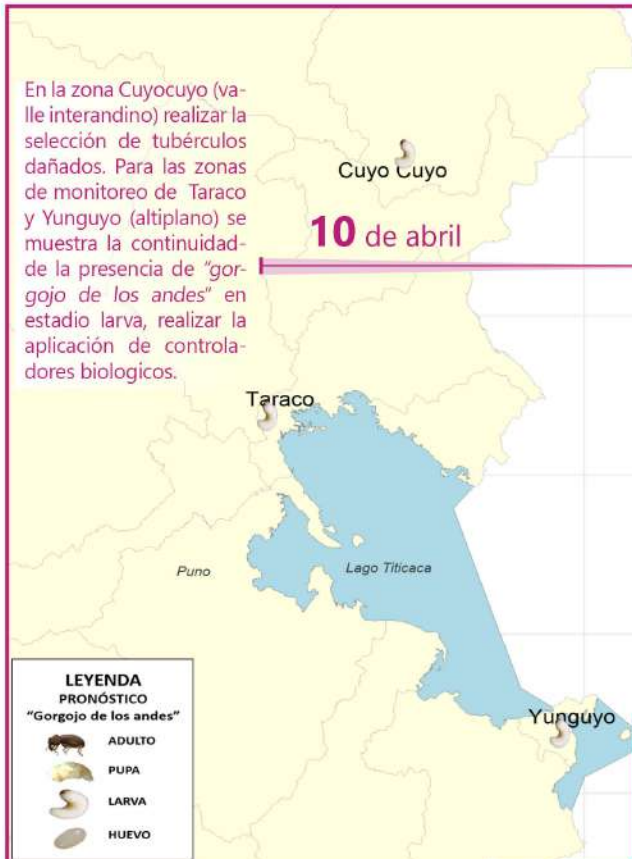 En la zona Cuyocuyo (va-
lle interandino) realizar la
selección de tubérculos
dañados. Para las zonas
de monitoreo de Taraco
y Yunguyo (altiplano) se
muestra la continuidad-
de la presencia de "gor-
gojo de los andes" en
estadio larva, realizar la
aplicación de controla-
dores biologicos.
Cuyo Cuyo
10 de abril
Taraco
Puno
Lago Titicaca
Yunguyo
LEYENDA
PRONÓSTICO
"Gorgojo de los andes"
ADULTO
PUPA
LARVA
HUEVO